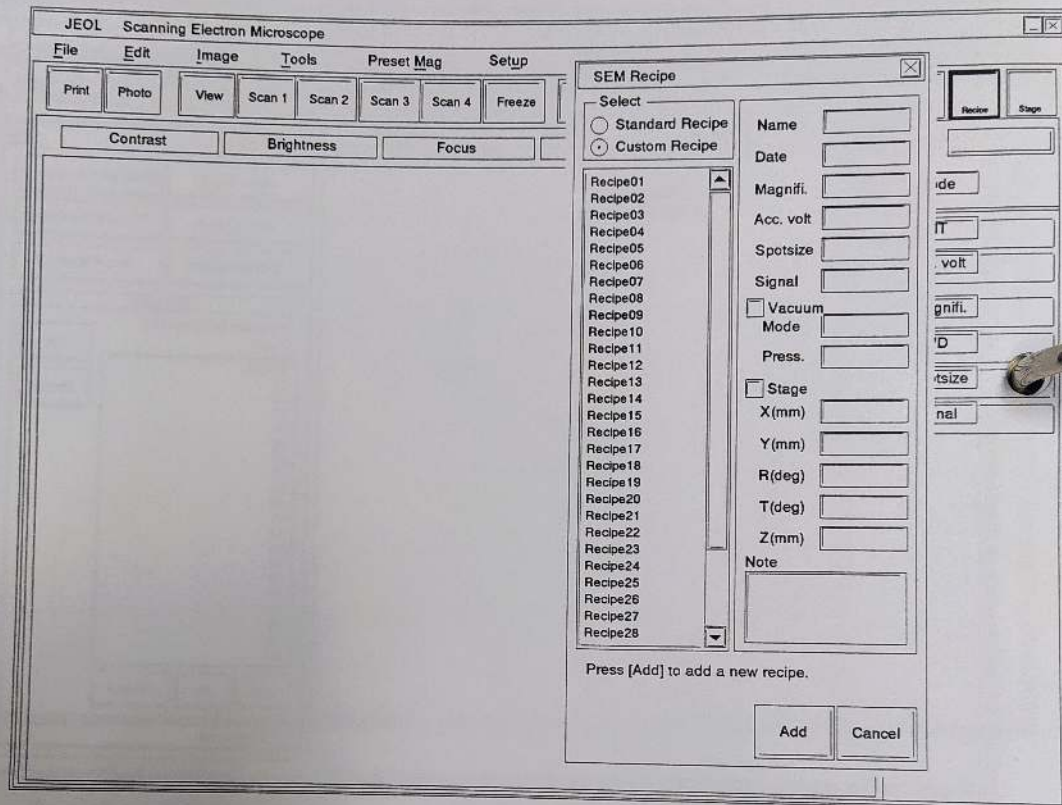 JEOL Scanning Electron Microscope
File Edit Image Tools Preset Mag Setup
Print Photo View Scan 1 Scan 2 Scan 3 Scan 4 Freeze
Recipe Stage
Contrast Brightness Focus
SEM Recipe
Select
Standard Recipe
Custom Recipe
Recipe01
Recipe02
Recipe03
Recipe04
Recipe05
Recipe06
Recipe07
Recipe08
Recipe09
Recipe10
Recipe11
Recipe12
Recipe13
Recipe14
Recipe15
Recipe16
Recipe17
Recipe18
Recipe19
Recipe20
Recipe21
Recipe22
Recipe23
Recipe24
Recipe25
Recipe26
Recipe27
Recipe28
Name
Date
Magnifi.
Acc. volt
Spotsize
Signal
Vacuum
Mode
Press.
Stage
X(mm)
Y(mm)
R(deg)
T(deg)
Z(mm)
Note
Press [Add] to add a new recipe.
Add Cancel
volt